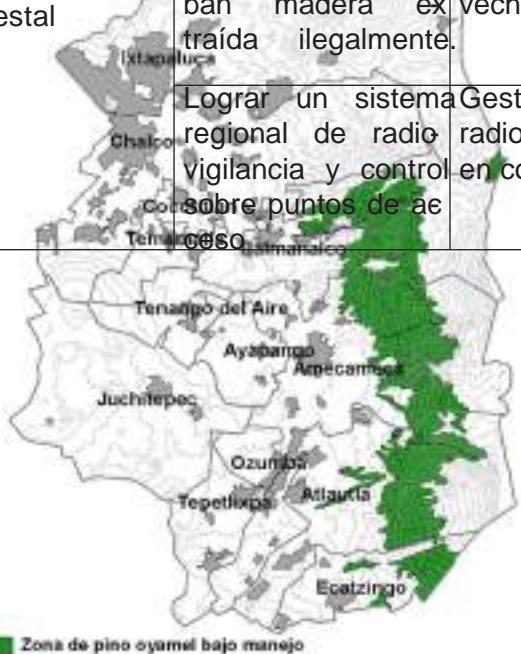 estal
ban madera ex
vech
traída ilegalmente.
Ixtapaluca
Lograr un sistema
Gest
regional de radio
radio
Chalco
vigilancia y control
en co
sobre puntos de
ceso
Temamatla
Tlalmanalco
Tenango del Aire
Ayapango
Amecameca
Juchitepec
Ozumba
Tepetlixpa
Atlautla
Ecatzingo
Zona de pino oyamel bajo manejo